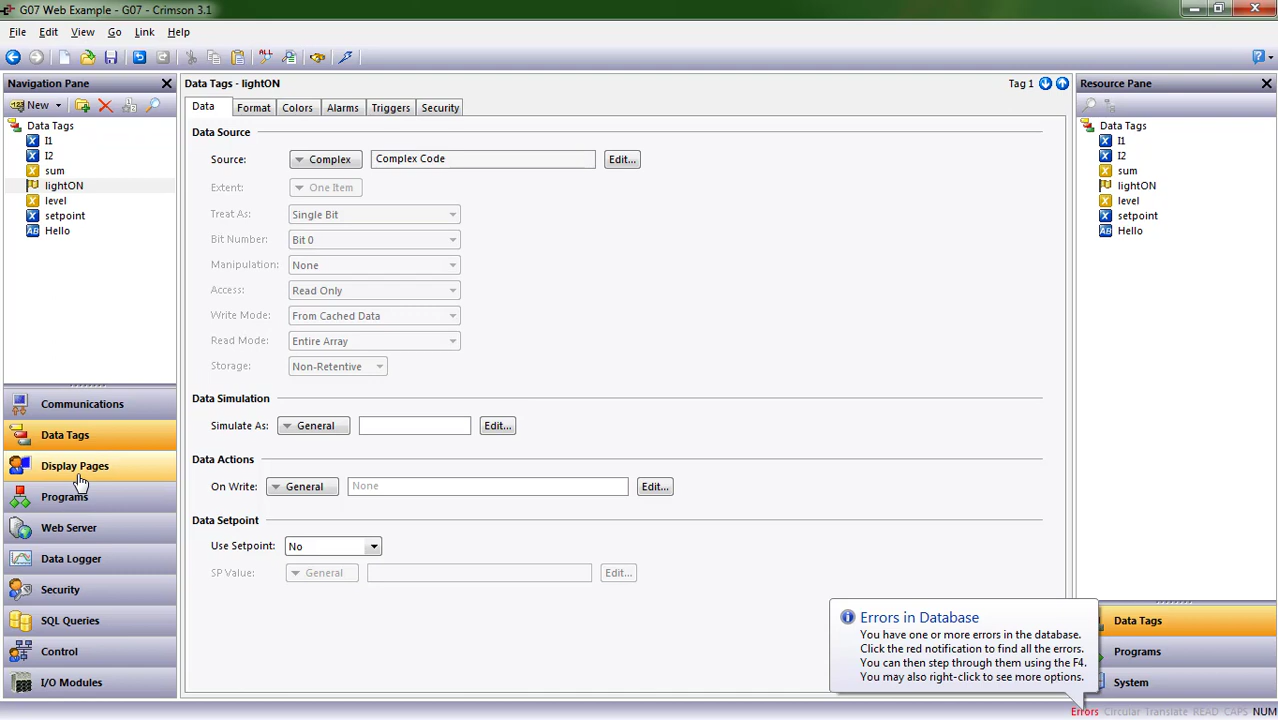 G07 Web Example - G07 - Crimson 3.1
File Edit View Go Link Help
ALL
Navigation Pane
New
Data Tags
I1
I2
sum
lightON
level
setpoint
Hello
Communications
Data Tags
Display Pages
Programs
Web Server
Data Logger
Security
SQL Queries
Control
I/O Modules
Data Tags - lightON
Tag 1
Data Format Colors Alarms Triggers Security
Data Source
Source: Complex Complex Code Edit...
Extent: One Item
Treat As: Single Bit
Bit Number: Bit 0
Manipulation: None
Access: Read Only
Write Mode: From Cached Data
Read Mode: Entire Array
Storage: Non-Retentive
Data Simulation
Simulate As: General Edit...
Data Actions
On Write: General None Edit...
Data Setpoint
Use Setpoint: No
SP Value: General Edit...
Errors in Database
You have one or more errors in the database.
Click the red notification to find all the errors.
You can then step through them using the F4.
You may also right-click to see more options.
Resource Pane
Data Tags
I1
I2
sum
lightON
level
setpoint
Hello
Data Tags
Programs
System
Errors Circular Translate READ CAPS NUM